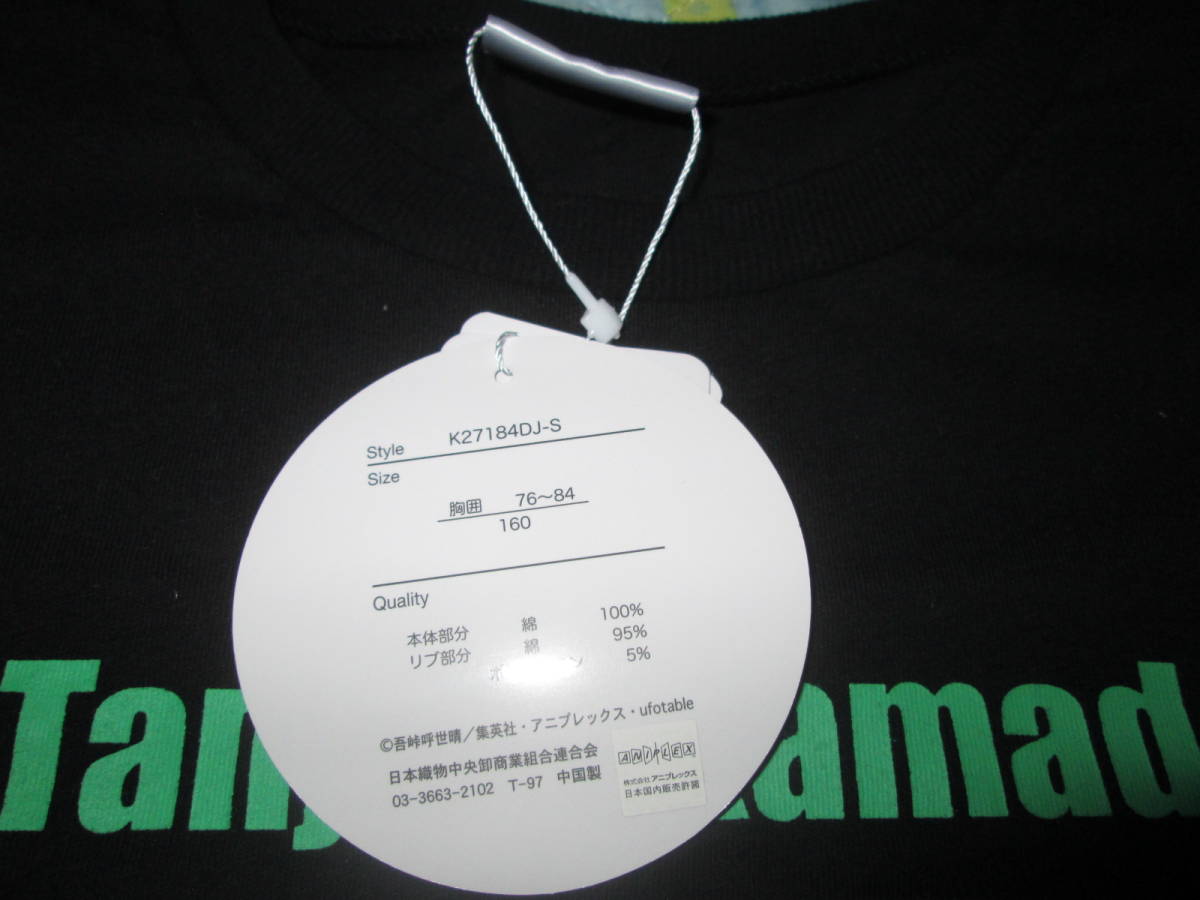 Style K27184DJ-S
Size
胸囲 76〜84
160
Quality
本体部分 綿 100%
リブ部分 綿 95%
5%
©吾峠呼世晴／集英社・アニプレックス・ufotable
日本織物中央卸商業組合連合会
03-3663-2102 T-97 中国製
ANIPLEX
株式会社アニプレックス
日本国内販売許諾
Tan amad